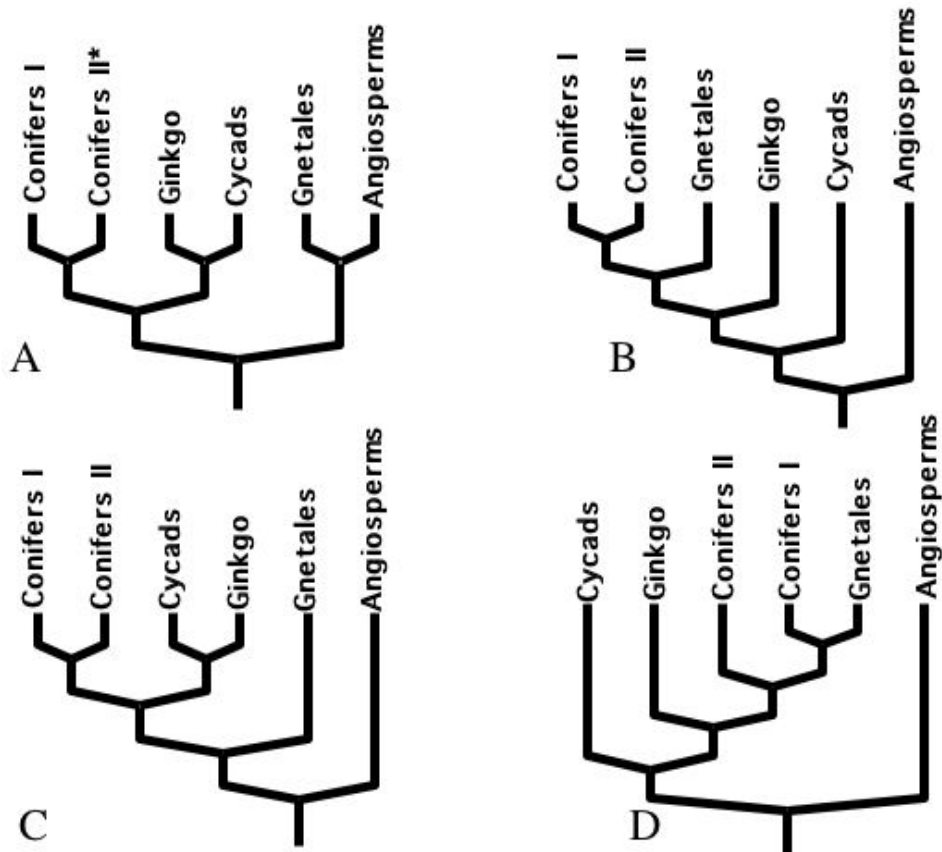 Conifers I
Conifers II*
Ginkgo
Cycads
Gnetales
Angiosperms
A
Conifers I
Conifers II
Gnetales
Ginkgo
Cycads
Angiosperms
B
Conifers I
Conifers II
Cycads
Ginkgo
Gnetales
Angiosperms
C
Cycads
Ginkgo
Conifers II
Conifers I
Gnetales
Angiosperms
D